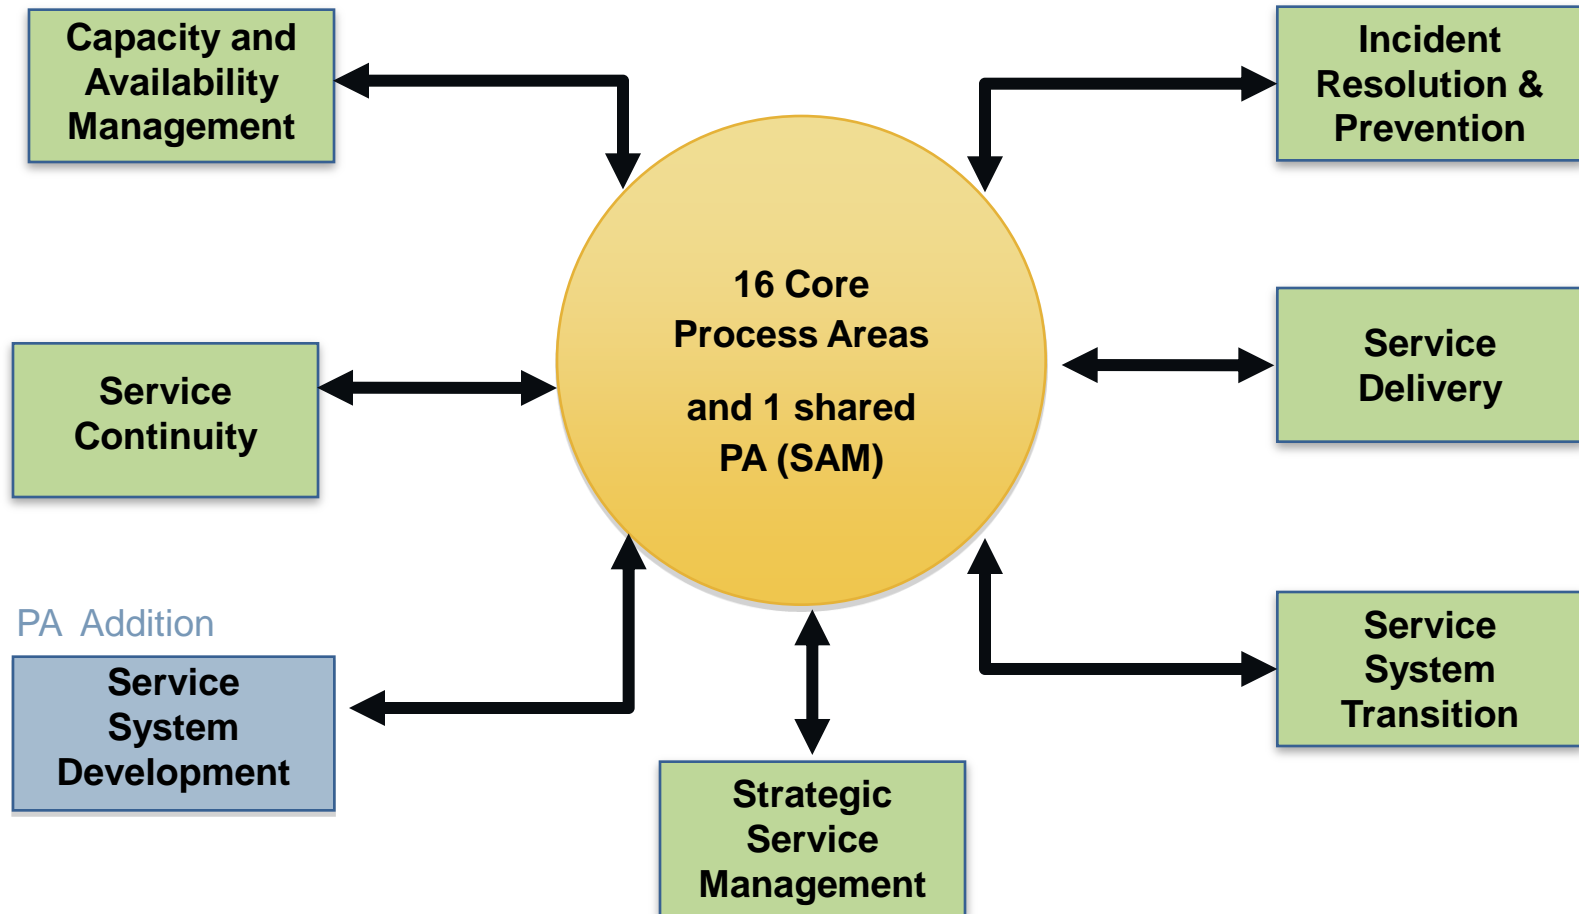 Capacity and
Availability
Management
Incident
Resolution &
Prevention
16 Core
Process Areas
and 1 shared
PA (SAM)
Service
Continuity
Service
Delivery
PA Addition
Service
System
Development
Strategic
Service
Management
Service
System
Transition